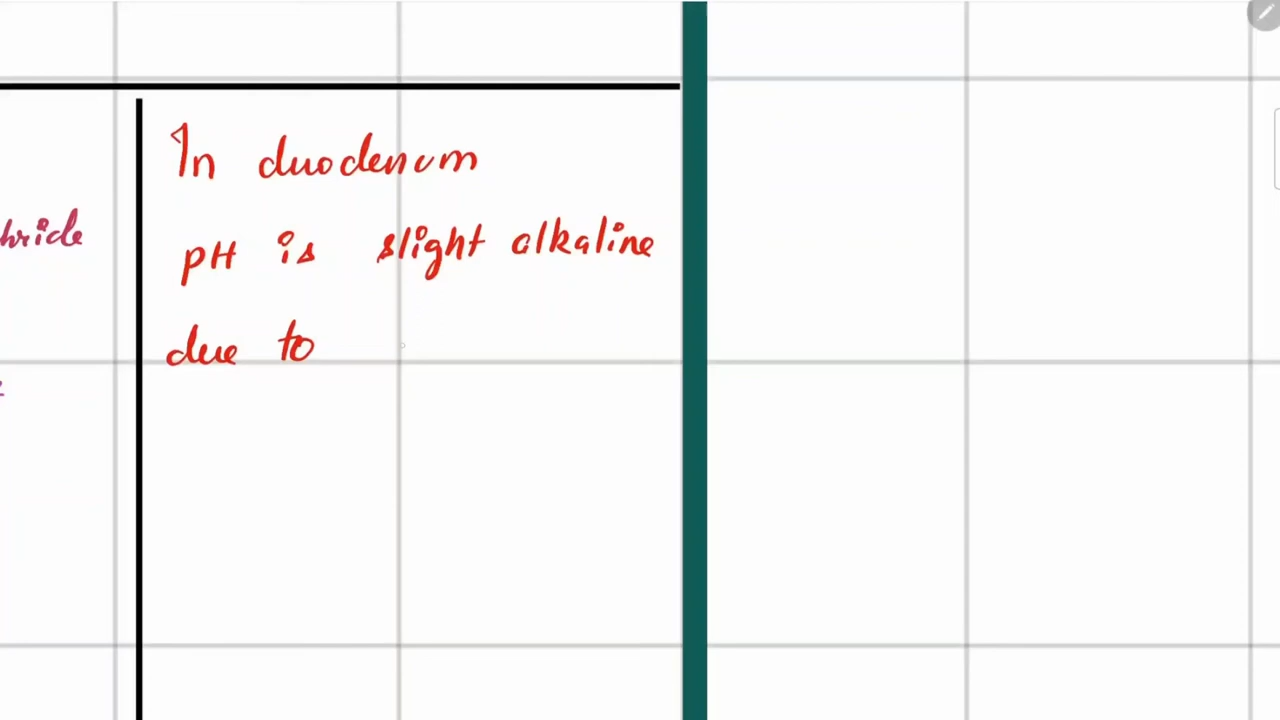 In duodenum
pH is slight alkaline
due to